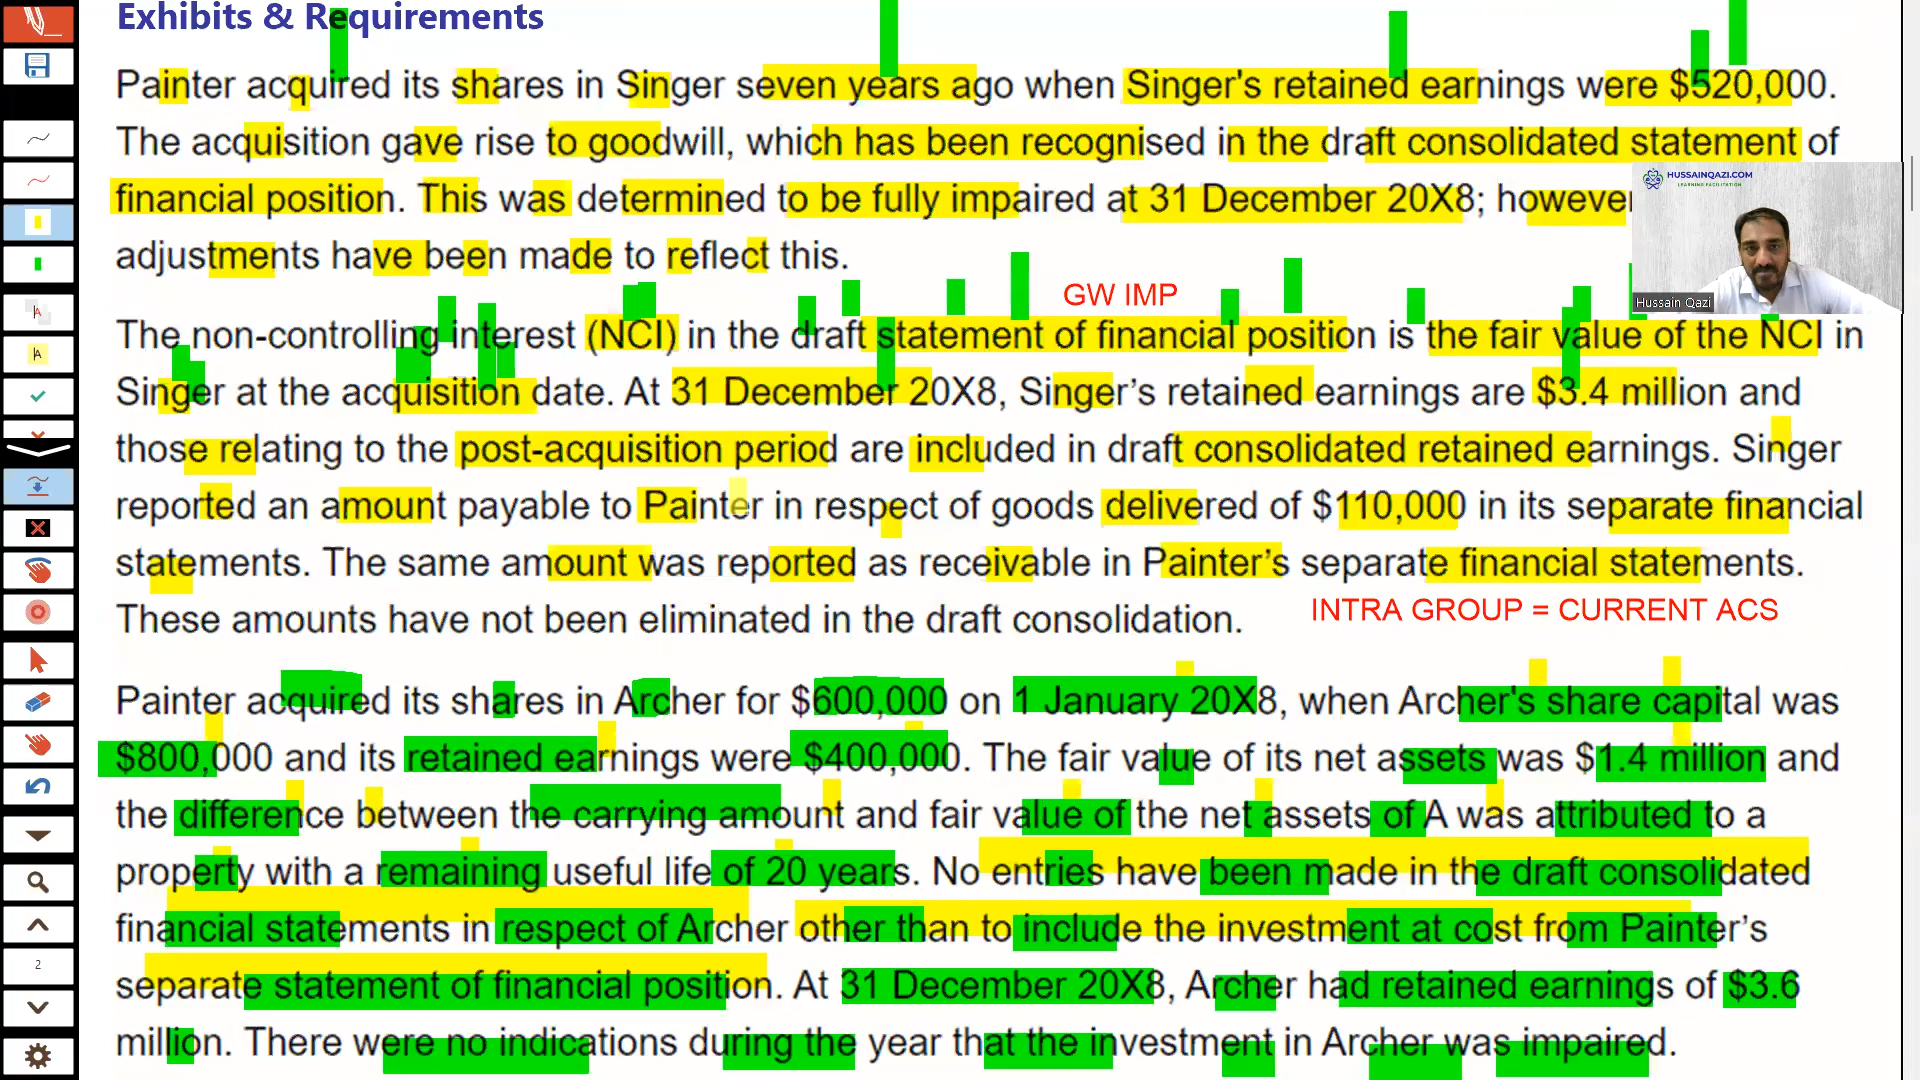 Exhibits & Requirements
Painter acquired its shares in Singer seven years ago when Singer's retained earnings were $520,000.
The acquisition gave rise to goodwill, which has been recognised in the draft consolidated statement of
HUSSAINQAZI.COM
LEARNING FACILITATION
financial position. This was determined to be fully impaired at 31 December 20X8; however
adjustments have been made to reflect this.
GW IMP
Hussain Qazi
The non-controlling interest (NCI) in the draft statement of financial position is the fair value of the NCI in
Singer at the acquisition date. At 31 December 20X8, Singer’s retained earnings are $3.4 million and
those relating to the post-acquisition period are included in draft consolidated retained earnings. Singer
reported an amount payable to Painter in respect of goods delivered of $110,000 in its separate financial
statements. The same amount was reported as receivable in Painter’s separate financial statements.
These amounts have not been eliminated in the draft consolidation.
INTRA GROUP = CURRENT ACS
Painter acquired its shares in Archer for $600,000 on 1 January 20X8, when Archer's share capital was
$800,000 and its retained earnings were $400,000. The fair value of its net assets was $1.4 million and
the difference between the carrying amount and fair value of the net assets of A was attributed to a
property with a remaining useful life of 20 years. No entries have been made in the draft consolidated
financial statements in respect of Archer other than to include the investment at cost from Painter’s
separate statement of financial position. At 31 December 20X8, Archer had retained earnings of $3.6
million. There were no indications during the year that the investment in Archer was impaired.
2